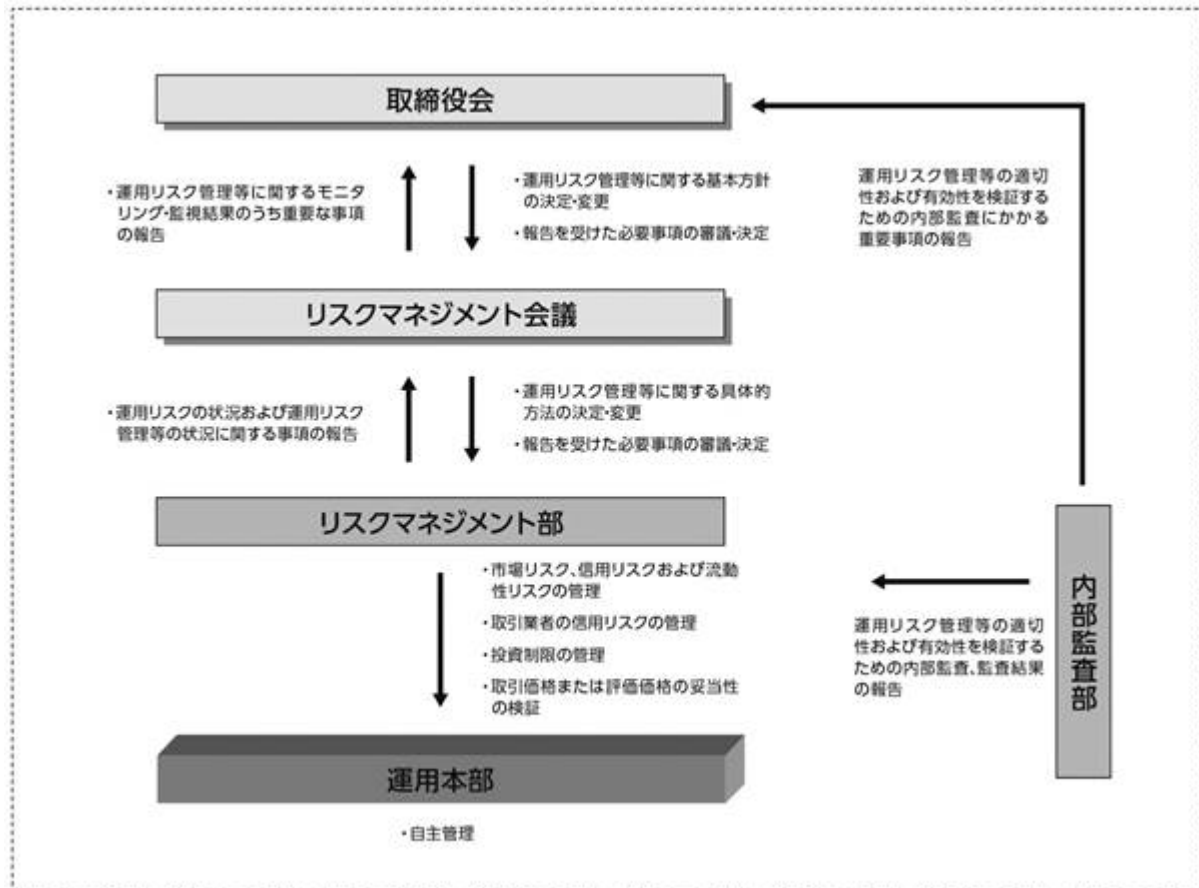 取締役会
・運用リスク管理等に関するモニタ
リング・監視結果のうち重要な事項
の報告
・運用リスク管理等に関する基本方針
の決定・変更
・報告を受けた必要事項の審議・決定
運用リスク管理等の適切
性および有効性を検証する
ための内部監査にかかる
重要事項の報告
リスクマネジメント会議
・運用リスクの状況および運用リスク
管理等の状況に関する事項の報告
・運用リスク管理等に関する具体的
方法の決定・変更
・報告を受けた必要事項の審議・決定
リスクマネジメント部
・市場リスク、信用リスクおよび流動
性リスクの管理
・取引業者の信用リスクの管理
・投資制限の管理
・取引価格または評価価格の妥当性
の検証
運用リスク管理等の適切
性および有効性を検証する
ための内部監査、監査結果
の報告
内部監査部
運用本部
・自主管理